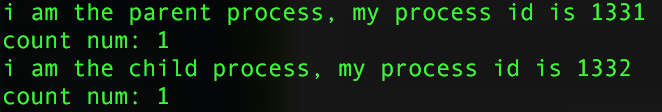 i am the parent process, my process id is 1331
count num: 1
i am the child process, my process id is 1332
count num: 1